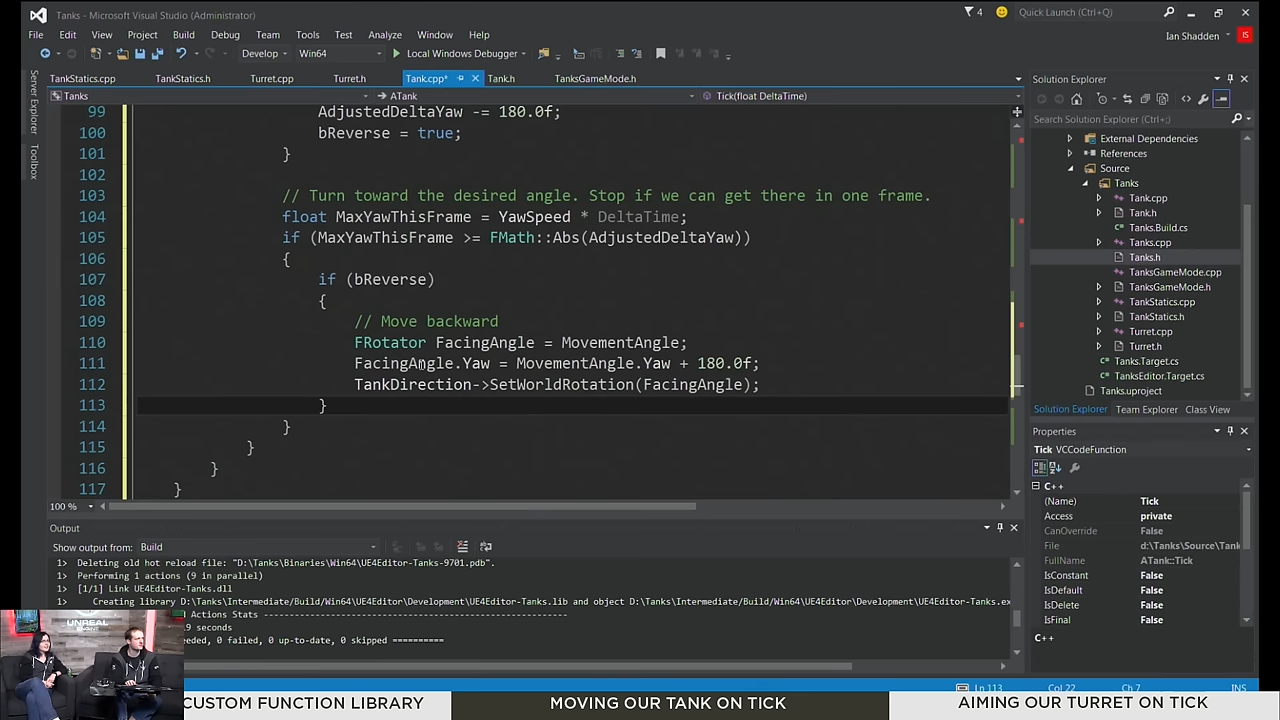 Tanks - Microsoft Visual Studio (Administrator)
4
Quick Launch (Ctrl+Q)
File Edit View Project Build Debug Team Tools Test Analyze Window Help
Ian Shadden
IS
Develop Win64 Local Windows Debugger
TankStatics.cpp TankStatics.h Turret.cpp Turret.h Tank.cpp* Tank.h TanksGameMode.h
Tanks ATank Tick(float DeltaTime)
Server Explorer
Toolbox
99 AdjustedDeltaYaw -= 180.0f;
100 bReverse = true;
101 }
102
103 // Turn toward the desired angle. Stop if we can get there in one frame.
104 float MaxYawThisFrame = YawSpeed * DeltaTime;
105 if (MaxYawThisFrame >= FMath::Abs(AdjustedDeltaYaw))
106 {
107 if (bReverse)
108 {
109 // Move backward
110 FRotator FacingAngle = MovementAngle;
111 FacingAngle.Yaw = MovementAngle.Yaw + 180.0f;
112 TankDirection->SetWorldRotation(FacingAngle);
113 }
114 }
115 }
116 }
117 }
100 %
Solution Explorer
Search Solution Explorer (Ctrl+;)
External Dependencies
References
Source
Tanks
Tank.cpp
Tank.h
Tanks.Build.cs
Tanks.cpp
Tanks.h
TanksGameMode.cpp
TanksGameMode.h
TankStatics.cpp
TankStatics.h
Turret.cpp
Turret.h
Tanks.Target.cs
TanksEditor.Target.cs
Tanks.uproject
Solution Explorer Team Explorer Class View
Properties
Tick VCCodeFunction
C++
(Name) Tick
Access private
CanOverride False
File d:\Tanks\Source\Tank
FullName ATank::Tick
IsConstant False
IsDefault False
IsDelete False
IsFinal False
C++
Output
Show output from: Build
1> Deleting old hot reload file: "D:\Tanks\Binaries\Win64\UE4Editor-Tanks-9701.pdb".
1> Performing 1 actions (9 in parallel)
1> [1/1] Link UE4Editor-Tanks.dll
1> Creating library D:\Tanks\Intermediate\Build\Win64\UE4Editor\Development\UE4Editor-Tanks.lib and object D:\Tanks\Intermediate\Build\Win64\UE4Editor\Development\UE4Editor-Tanks.ex
Actions Stats
9 seconds
0 failed, 0 up-to-date, 0 skipped ==========
UNREAL
Ln 113 Col 22 Ch 7 INS
CUSTOM FUNCTION LIBRARY
MOVING OUR TANK ON TICK
AIMING OUR TURRET ON TICK